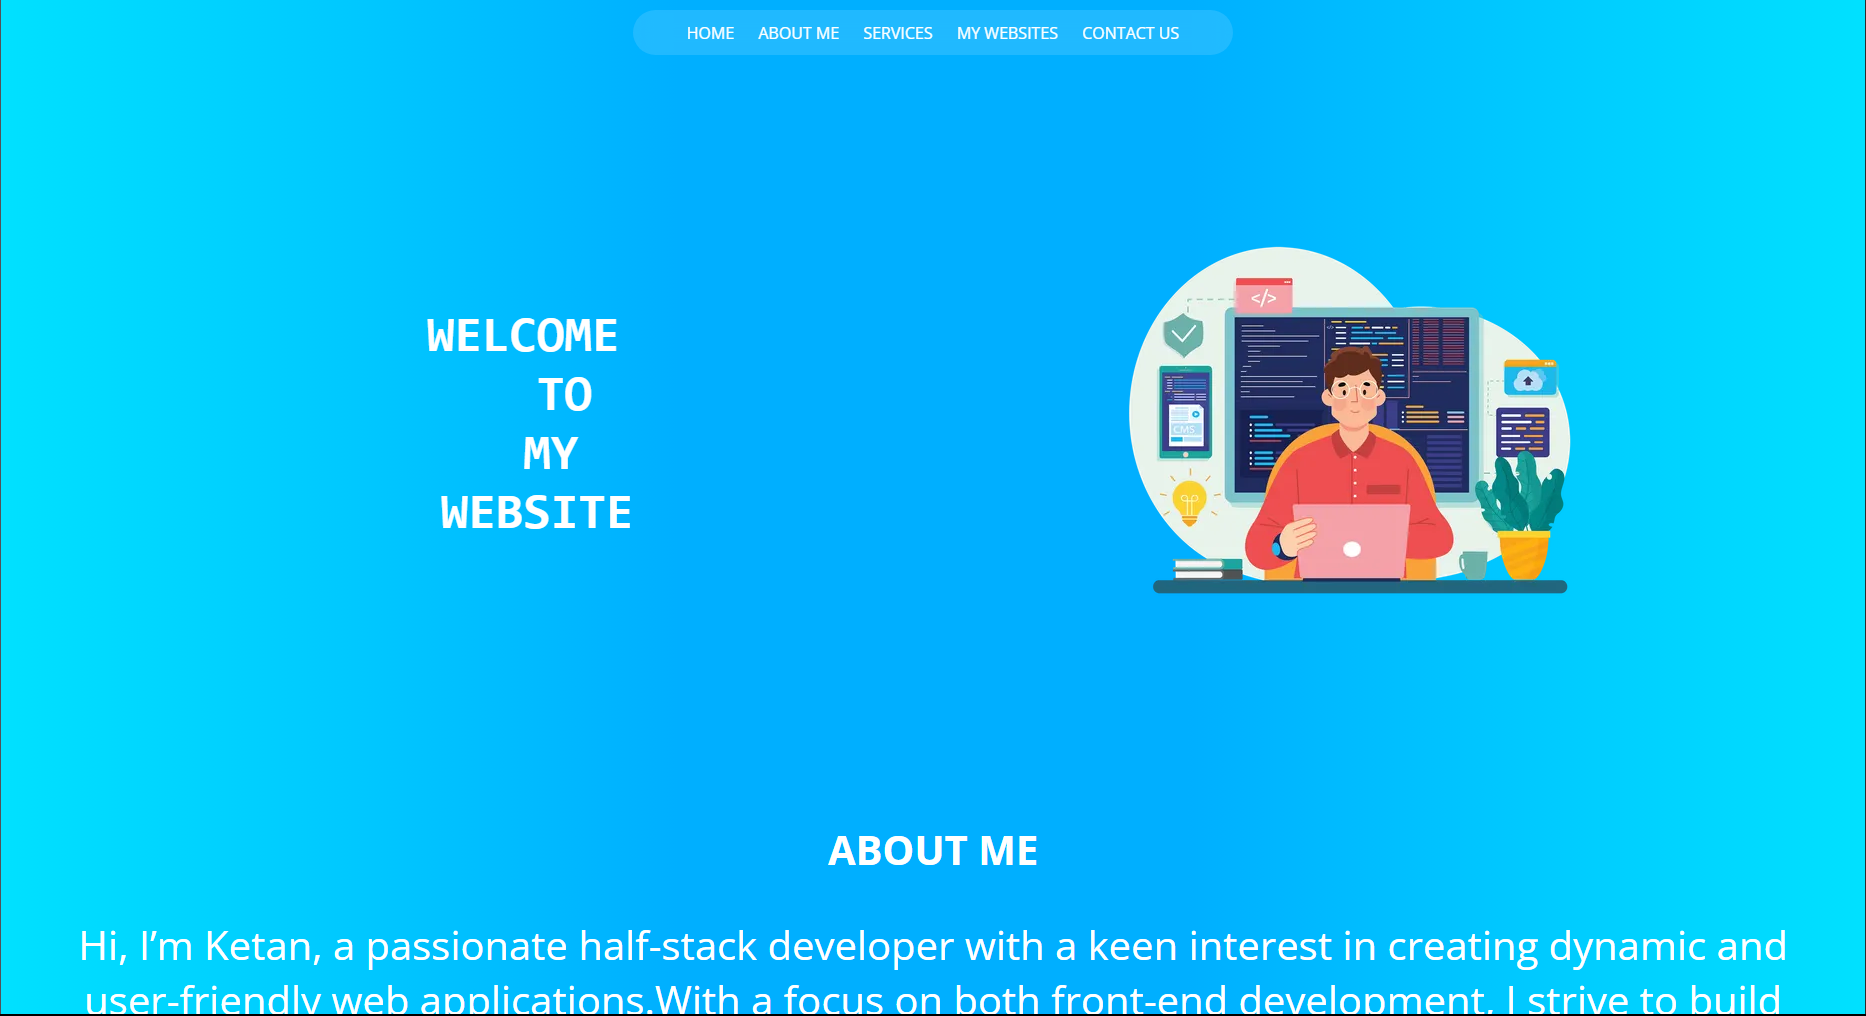 HOME ABOUT ME SERVICES MY WEBSITES CONTACT US
WELCOME
TO
MY
WEBSITE
</>
CMS
ABOUT ME
Hi, I’m Ketan, a passionate half-stack developer with a keen interest in creating dynamic and
user-friendly web applications.With a focus on both front-end development, I strive to build